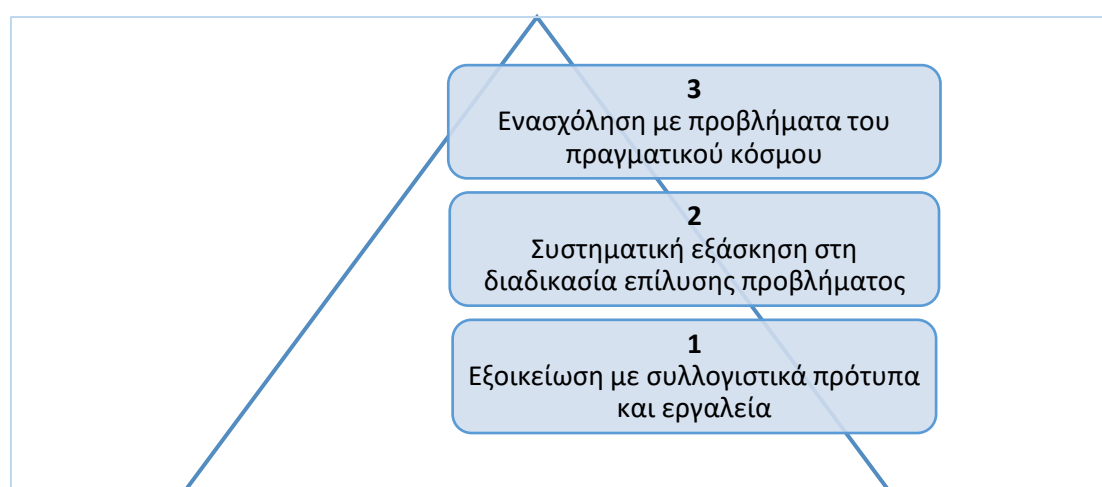 3
Ενασχόληση με προβλήματα του
πραγματικού κόσμου
2
Συστηματική εξάσκηση στη
διαδικασία επίλυσης προβλήματος
1
Εξοικείωση με συλλογιστικά πρότυπα
και εργαλεία